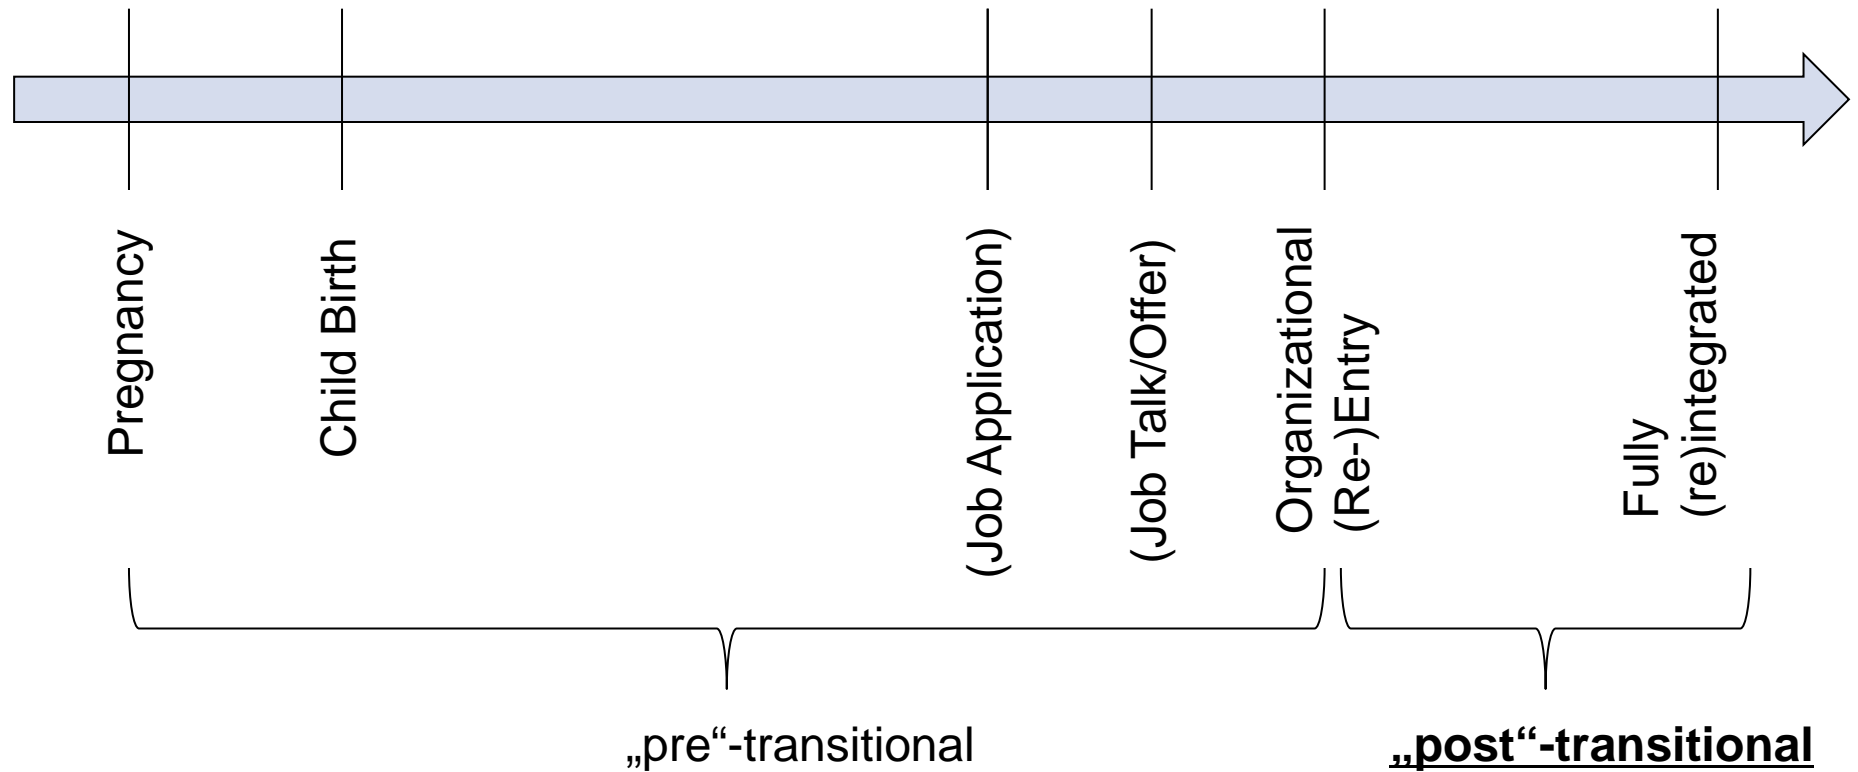 Pregnancy
Child Birth
(Job Application)
(Job Talk/Offer)
Organizational
(Re-)Entry
Fully
(re)integrated
„pre“-transitional
„post“-transitional